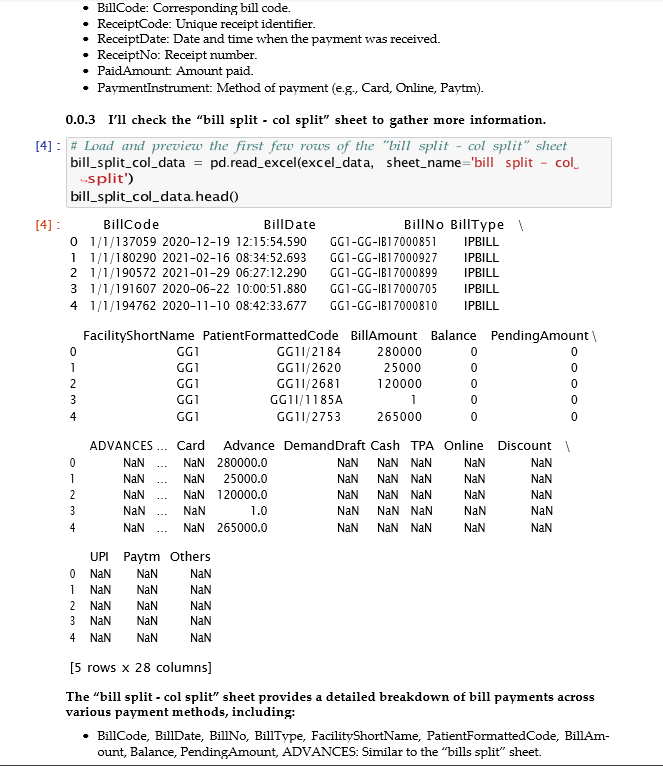 • BillCode: Corresponding bill code.
• ReceiptCode: Unique receipt identifier.
• ReceiptDate: Date and time when the payment was received.
• ReceiptNo: Receipt number.
• PaidAmount: Amount paid.
• PaymentInstrument: Method of payment (e.g., Card, Online, Paytm).
0.0.3 I'll check the “bill split - col split” sheet to gather more information.
[4] : # Load and preview the first few rows of the "bill split - col split" sheet
bill_split_col_data = pd.read_excel(excel_data, sheet_name='bill split - col␣
↪split')
bill_split_col_data.head()
[4] : BillCode BillDate BillNo BillType \
0 1/1/137059 2020-12-19 12:15:54.590 GG1-GG-IB17000851 IPBILL
1 1/1/180290 2021-02-16 08:34:52.693 GG1-GG-IB17000927 IPBILL
2 1/1/190572 2021-01-29 06:27:12.290 GG1-GG-IB17000899 IPBILL
3 1/1/191607 2020-06-22 10:00:51.880 GG1-GG-IB17000705 IPBILL
4 1/1/194762 2020-11-10 08:42:33.677 GG1-GG-IB17000810 IPBILL
FacilityShortName PatientFormattedCode BillAmount Balance PendingAmount \
0 GG1 GG1I/2184 280000 0 0
1 GG1 GG1I/2620 25000 0 0
2 GG1 GG1I/2681 120000 0 0
3 GG1 GG1I/1185A 1 0 0
4 GG1 GG1I/2753 265000 0 0
ADVANCES ... Card Advance DemandDraft Cash TPA Online Discount \
0 NaN ... NaN 280000.0 NaN NaN NaN NaN NaN
1 NaN ... NaN 25000.0 NaN NaN NaN NaN NaN
2 NaN ... NaN 120000.0 NaN NaN NaN NaN NaN
3 NaN ... NaN 1.0 NaN NaN NaN NaN NaN
4 NaN ... NaN 265000.0 NaN NaN NaN NaN NaN
UPI Paytm Others
0 NaN NaN NaN
1 NaN NaN NaN
2 NaN NaN NaN
3 NaN NaN NaN
4 NaN NaN NaN
[5 rows x 28 columns]
The “bill split - col split” sheet provides a detailed breakdown of bill payments across
various payment methods, including:
• BillCode, BillDate, BillNo, BillType, FacilityShortName, PatientFormattedCode, BillAm-
ount, Balance, PendingAmount, ADVANCES: Similar to the “bills split” sheet.